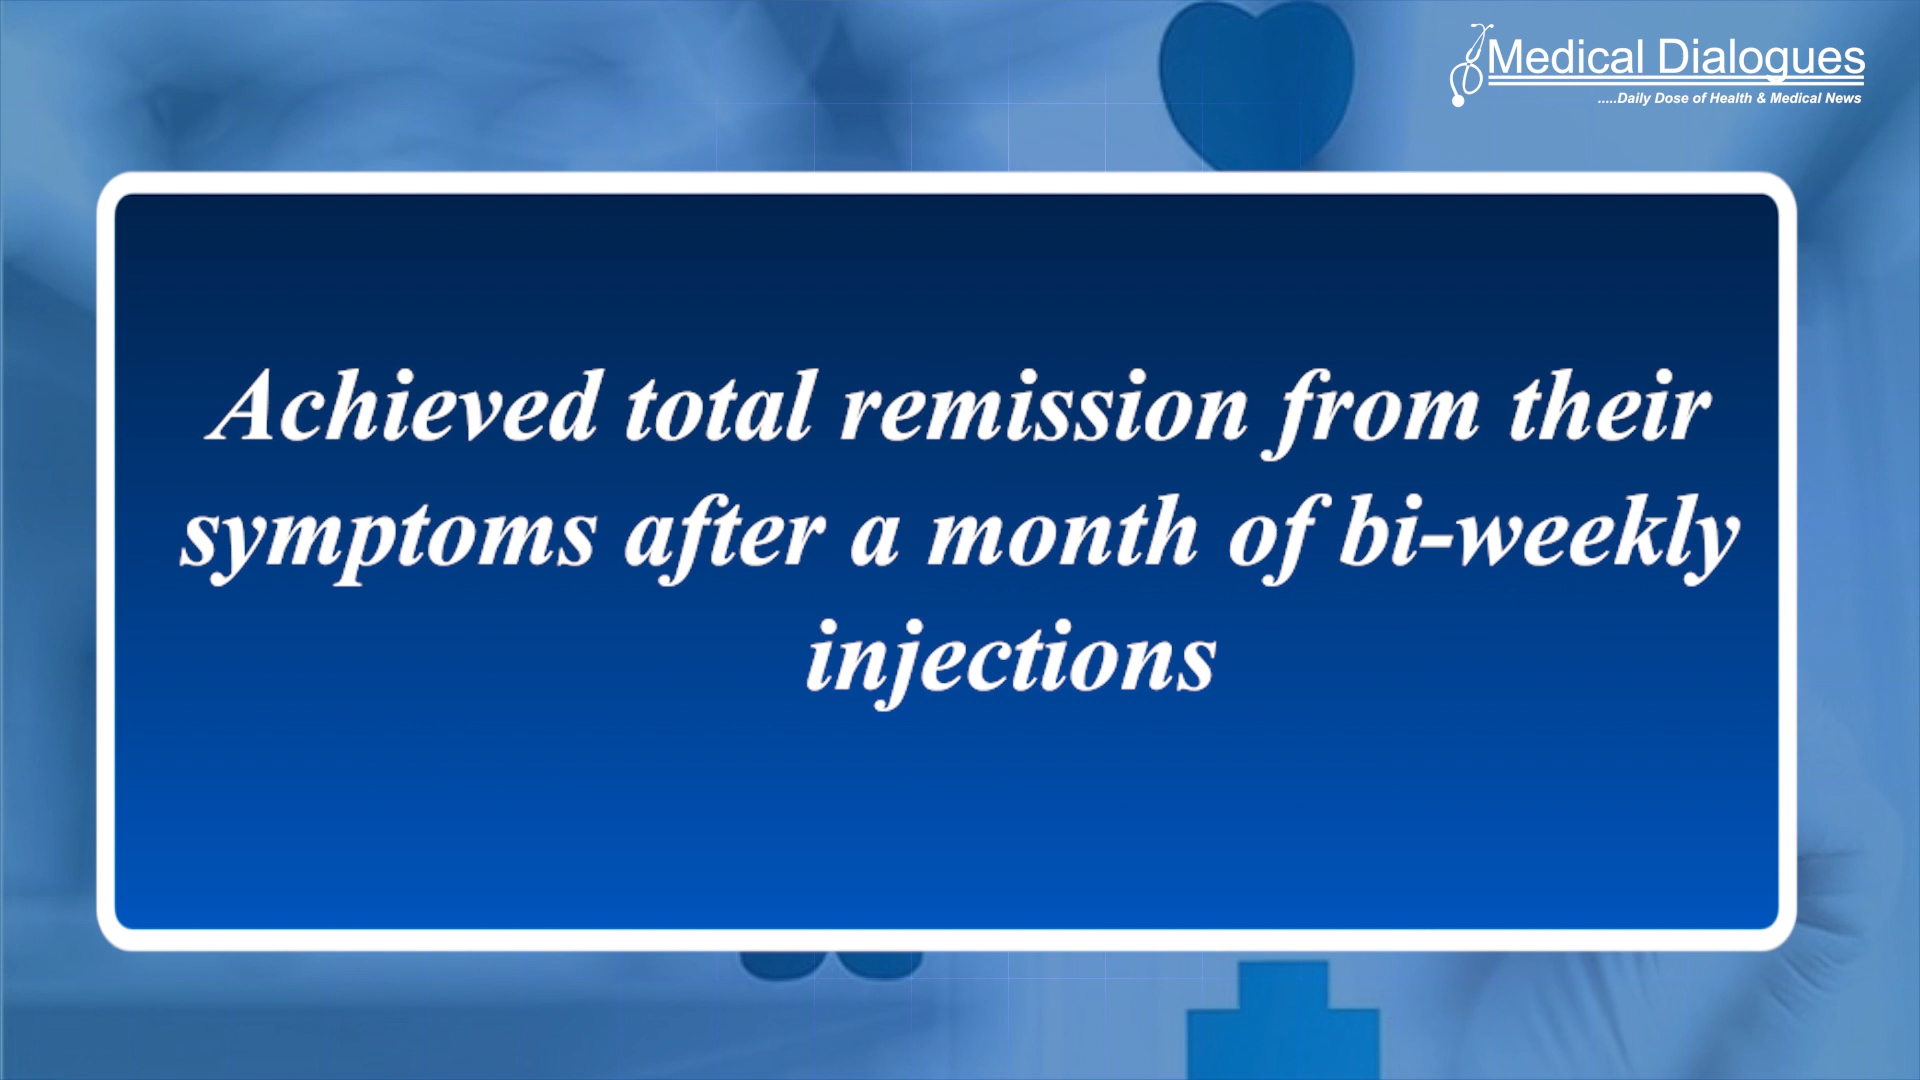 Medical Dialogues
.....Daily Dose of Health & Medical News
Achieved total remission from their
symptoms after a month of bi-weekly
injections